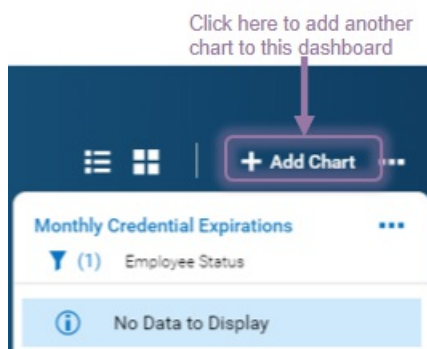 Click here to add another
chart to this dashboard
+ Add Chart
Monthly Credential Expirations
(1) Employee Status
No Data to Display